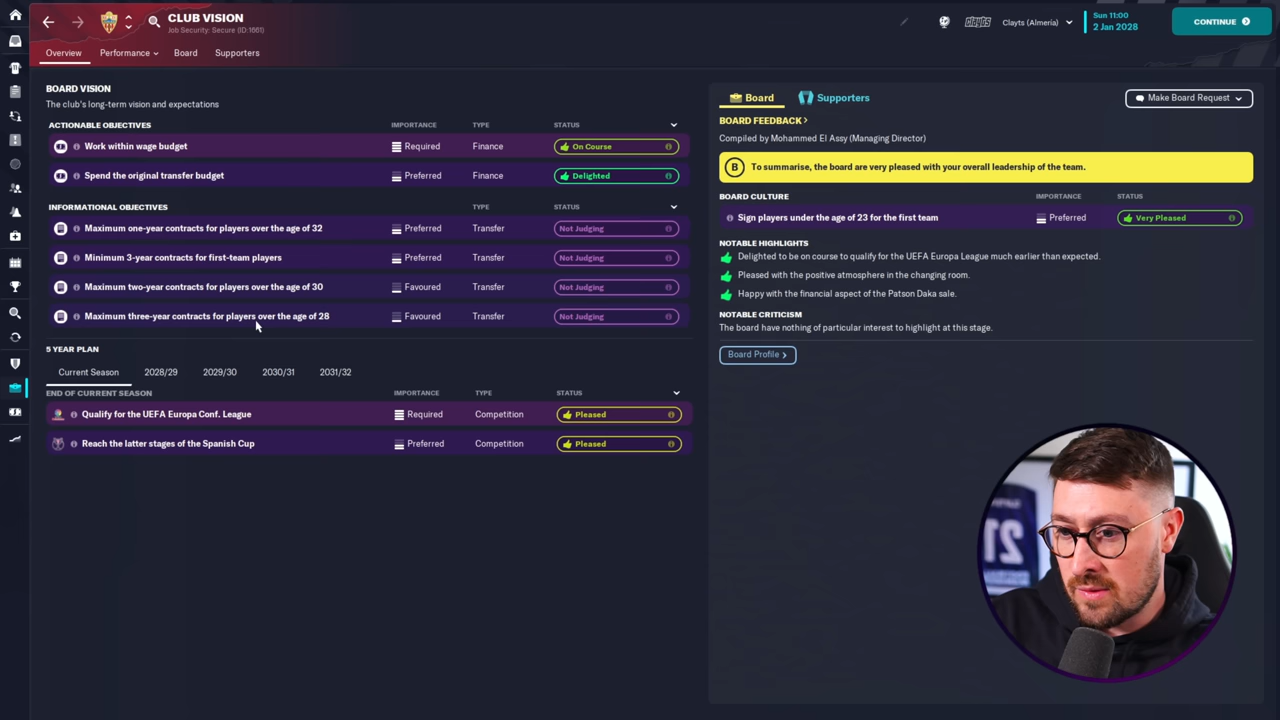 CLUB VISION
Job Security: Secure (ID:1661)
clayts
Clayts (Almeria)
Sun 11:00
2 Jan 2028
CONTINUE
Overview
Performance
Board
Supporters
BOARD VISION
The club's long-term vision and expectations
ACTIONABLE OBJECTIVES IMPORTANCE TYPE STATUS
Work within wage budget Required Finance On Course
Spend the original transfer budget Preferred Finance Delighted
INFORMATIONAL OBJECTIVES TYPE STATUS
Maximum one-year contracts for players over the age of 32 Preferred Transfer Not Judging
Minimum 3-year contracts for first-team players Preferred Transfer Not Judging
Maximum two-year contracts for players over the age of 30 Favoured Transfer Not Judging
Maximum three-year contracts for players over the age of 28 Favoured Transfer Not Judging
5 YEAR PLAN
Current Season 2028/29 2029/30 2030/31 2031/32
END OF CURRENT SEASON IMPORTANCE TYPE STATUS
Qualify for the UEFA Europa Conf. League Required Competition Pleased
Reach the latter stages of the Spanish Cup Preferred Competition Pleased
Board
Supporters
Make Board Request
BOARD FEEDBACK
Compiled by Mohammed El Assy (Managing Director)
B To summarise, the board are very pleased with your overall leadership of the team.
BOARD CULTURE IMPORTANCE STATUS
Sign players under the age of 23 for the first team Preferred Very Pleased
NOTABLE HIGHLIGHTS
Delighted to be on course to qualify for the UEFA Europa League much earlier than expected.
Pleased with the positive atmosphere in the changing room.
Happy with the financial aspect of the Patson Daka sale.
NOTABLE CRITICISM
The board have nothing of particular interest to highlight at this stage.
Board Profile
21